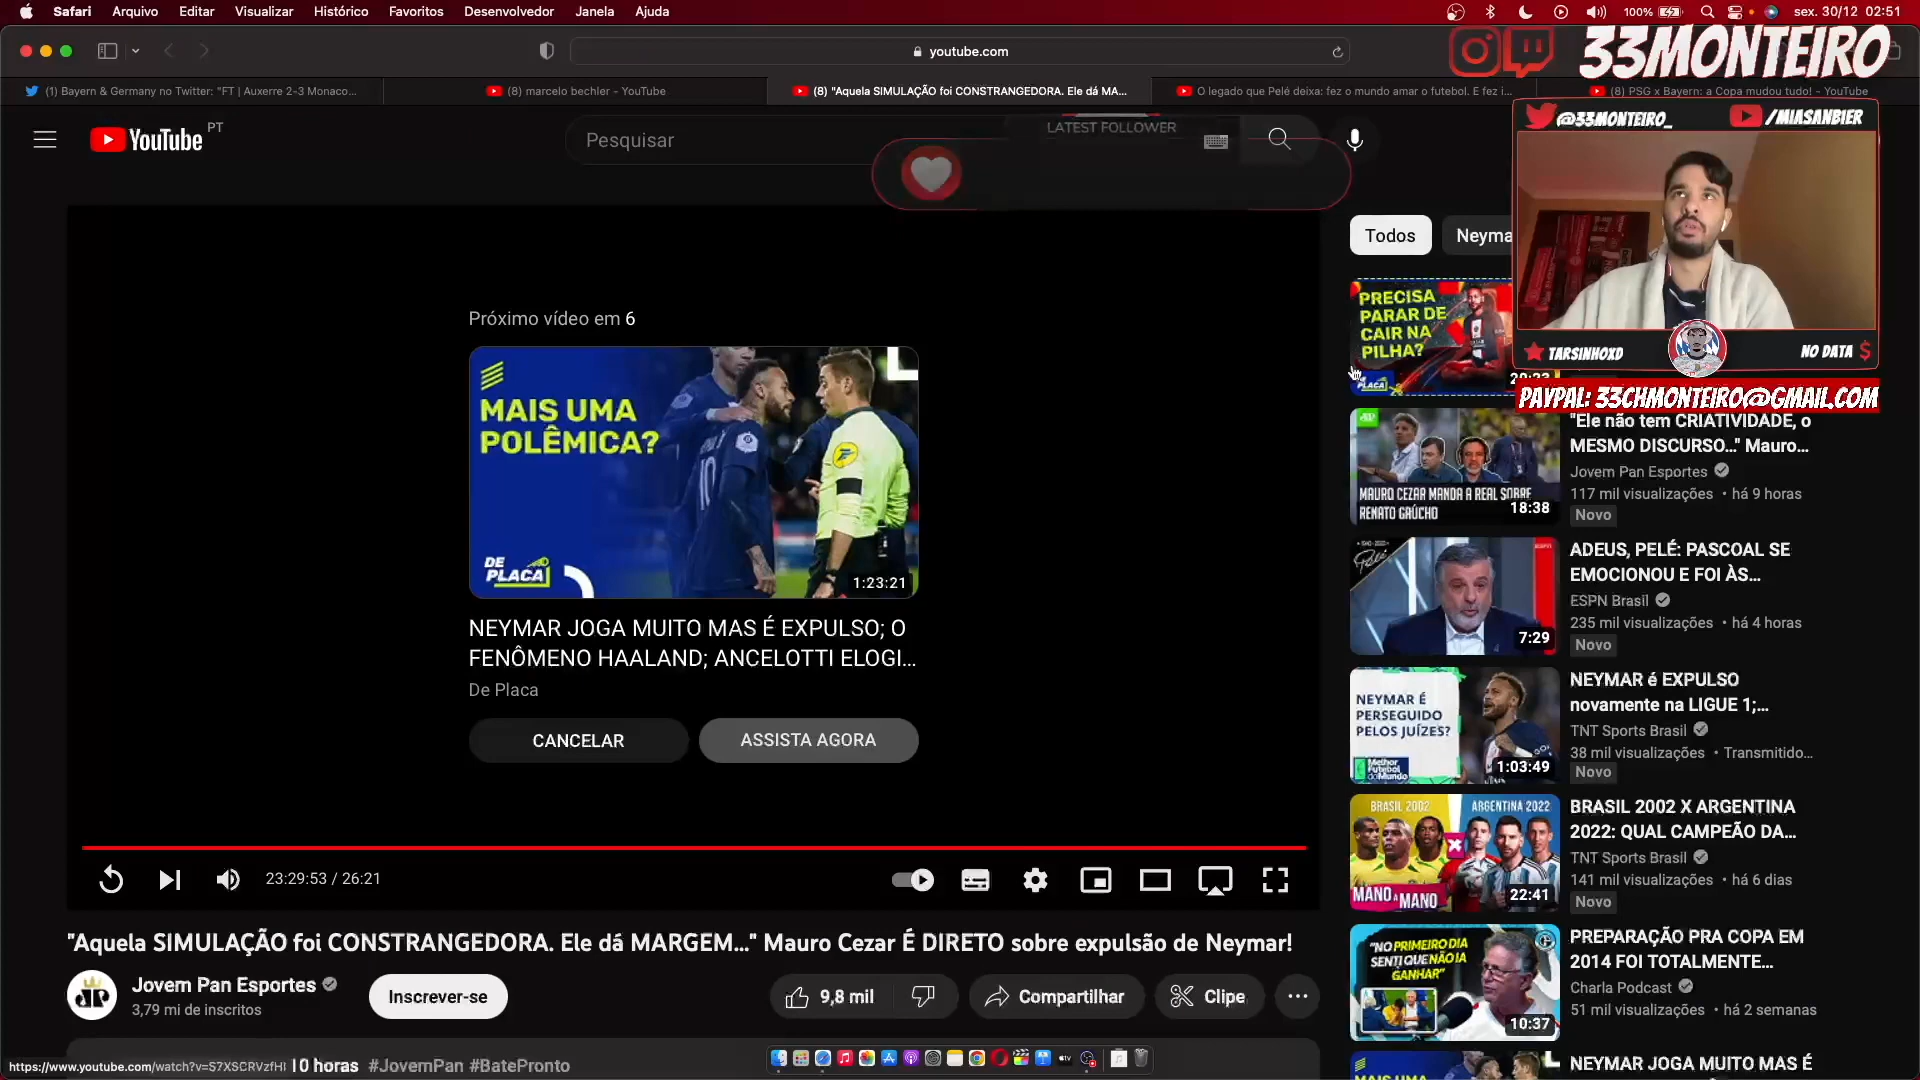 Safari Arquivo Editar Visualizar Histórico Favoritos Desenvolvedor Janela Ajuda
100% sex. 30/12 02:51
youtube.com
33MONTEIRO
(1) Bayern & Germany no Twitter: "FT | Auxerre 2-3 Monaco...
(8) marcelo bechler - YouTube
(8) "Aquela SIMULAÇÃO foi CONSTRANGEDORA. Ele dá MA...
O legado que Pelé deixa: fez o mundo amar o futebol. E fez i...
(8) PSG x Bayern: a Copa mudou tudo! - YouTube
YouTube PT
Pesquisar
LATEST FOLLOWER
@33MONTEIRO_ /MIASANBIER
TARSINHOXD NO DATA $
PAYPAL: 33CHMONTEIRO@GMAIL.COM
Todos
Neyma
Próximo vídeo em 6
MAIS UMA
POLÊMICA?
DE
PLACA
10
1:23:21
NEYMAR JOGA MUITO MAS É EXPULSO; O
FENÔMENO HAALAND; ANCELOTTI ELOGI...
De Placa
CANCELAR
ASSISTA AGORA
23:29:53 / 26:21
"Aquela SIMULAÇÃO foi CONSTRANGEDORA. Ele dá MARGEM..." Mauro Cezar É DIRETO sobre expulsão de Neymar!
JP
Jovem Pan Esportes
3,79 mi de inscritos
Inscrever-se
9,8 mil
Compartilhar
Clipe
https://www.youtube.com/watch?v=S7XSCRVzfHI
10 horas #JovemPan #BatePronto
PRECISA
PARAR DE
CAIR NA
PILHA?
PLACA
MAURO CEZAR MANDA A REAL SOBRE
RENATO GAÚCHO
18:38
"Ele não tem CRIATIVIDADE, o
MESMO DISCURSO..." Mauro...
Jovem Pan Esportes
117 mil visualizações • há 9 horas
Novo
Pelé
7:29
ADEUS, PELÉ: PASCOAL SE
EMOCIONOU E FOI ÀS...
ESPN Brasil
235 mil visualizações • há 4 horas
Novo
NEYMAR É
PERSEGUIDO
PELOS JUÍZES?
Melhor
Futebol do
Mundo
1:03:49
NEYMAR é EXPULSO
novamente na LIGUE 1;...
TNT Sports Brasil
38 mil visualizações • Transmitido...
Novo
BRASIL 2002 X ARGENTINA 2022
MANO A MANO
22:41
BRASIL 2002 X ARGENTINA
2022: QUAL CAMPEÃO DA...
TNT Sports Brasil
141 mil visualizações • há 6 dias
Novo
"NO PRIMEIRO DIA
SENTI QUE NÃO IA
GANHAR"
10:37
PREPARAÇÃO PRA COPA EM
2014 FOI TOTALMENTE...
Charla Podcast
51 mil visualizações • há 2 semanas
MAIS UMA
NEYMAR JOGA MUITO MAS É